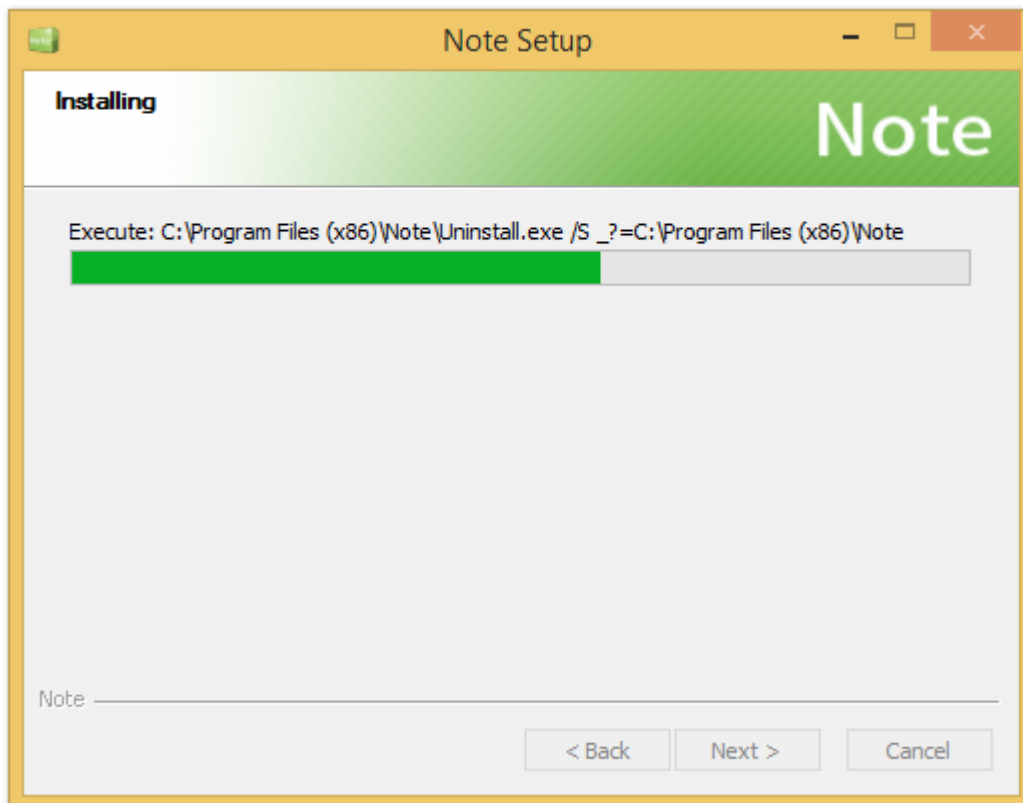 Note Setup
Installing
Note
Execute: C:\Program Files (x86)\Note\Uninstall.exe /S _?=C:\Program Files (x86)\Note
Note
< Back
Next >
Cancel